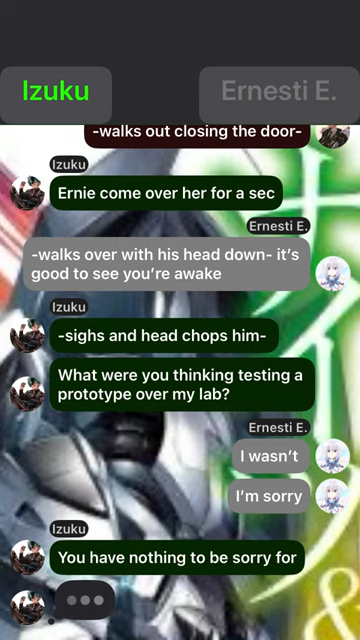 Izuku
Ernesti E.
-walks out closing the door-
Izuku
Ernie come over her for a sec
Ernesti E.
-walks over with his head down- it's
good to see you're awake
Izuku
-sighs and head chops him-
What were you thinking testing a
prototype over my lab?
Ernesti E.
I wasn't
I'm sorry
Izuku
You have nothing to be sorry for